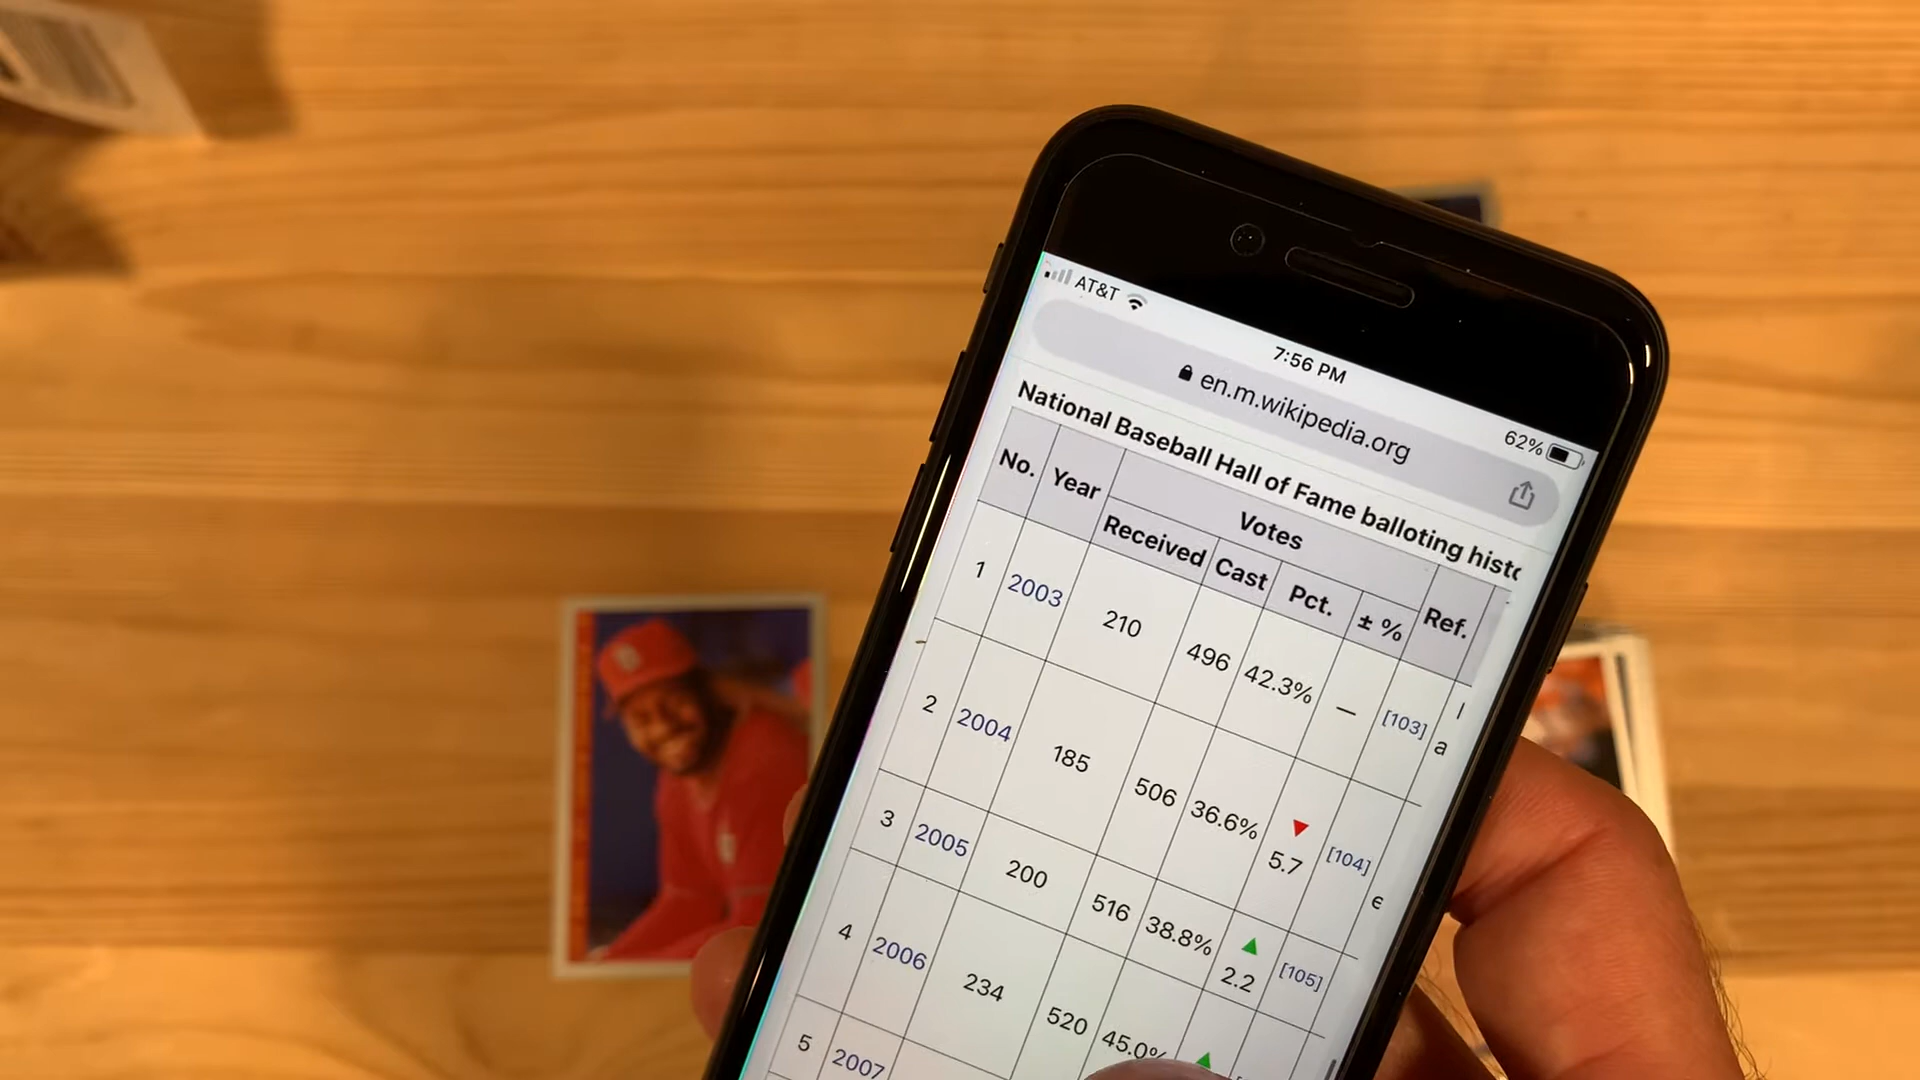 AT&T
7:56 PM
62%
en.m.wikipedia.org
National Baseball Hall of Fame balloting histo
No. Year Votes Ref.
Received Cast Pct. ± %
1 2003 210 496 42.3% — [103]
a
2 2004 185 506 36.6% ▼ 5.7 [104]
e
3 2005 200 516 38.8% ▲ 2.2 [105]
4 2006 234 520 45.0% ▲
5 2007